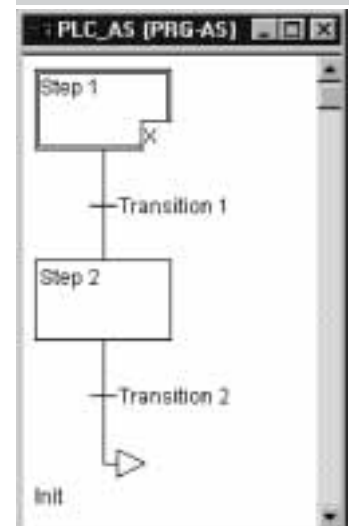 PLC_AS (PRG-AS)
Step 1
X
Transition 1
Step 2
Transition 2
Init